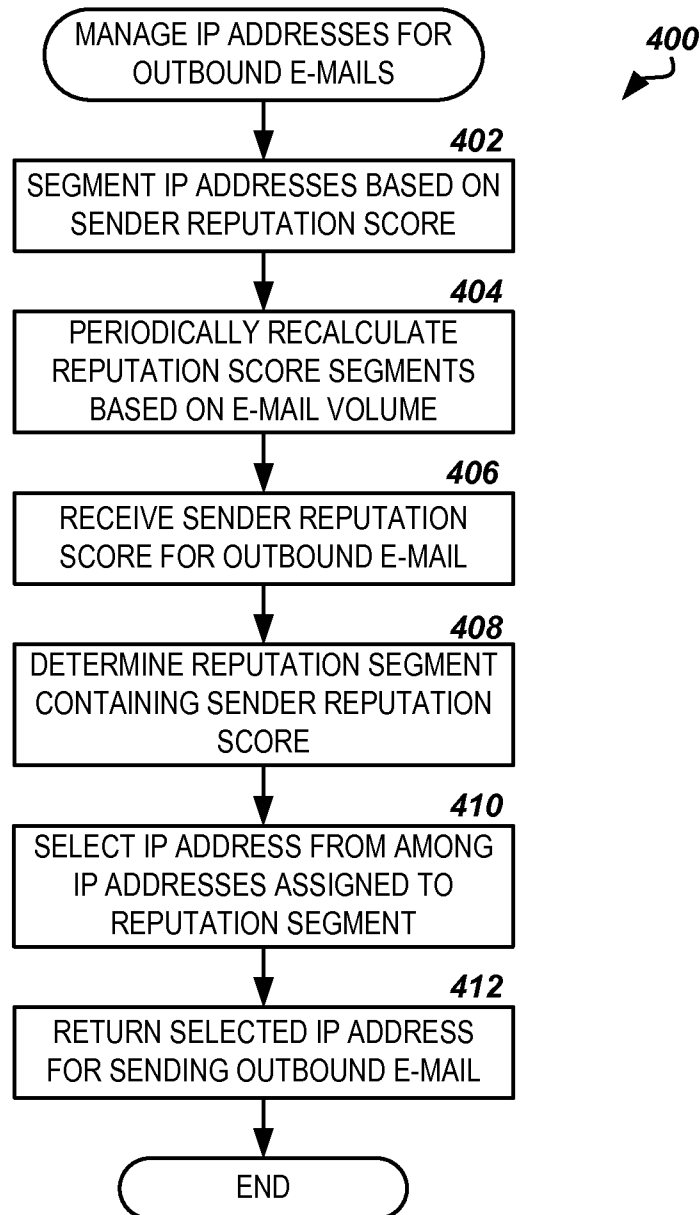 MANAGE IP ADDRESSES FOR
OUTBOUND E-MAILS
400
402
SEGMENT IP ADDRESSES BASED ON
SENDER REPUTATION SCORE
404
PERIODICALLY RECALCULATE
REPUTATION SCORE SEGMENTS
BASED ON E-MAIL VOLUME
406
RECEIVE SENDER REPUTATION
SCORE FOR OUTBOUND E-MAIL
408
DETERMINE REPUTATION SEGMENT
CONTAINING SENDER REPUTATION
SCORE
410
SELECT IP ADDRESS FROM AMONG
IP ADDRESSES ASSIGNED TO
REPUTATION SEGMENT
412
RETURN SELECTED IP ADDRESS
FOR SENDING OUTBOUND E-MAIL
END